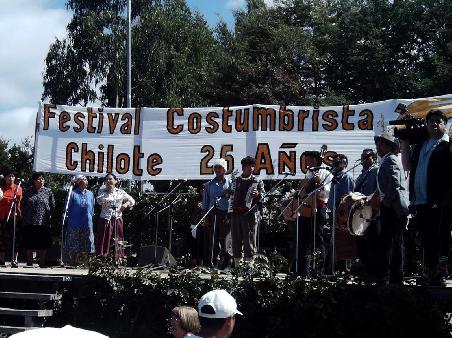 Festival Costumbrista
Chilote 25 Años